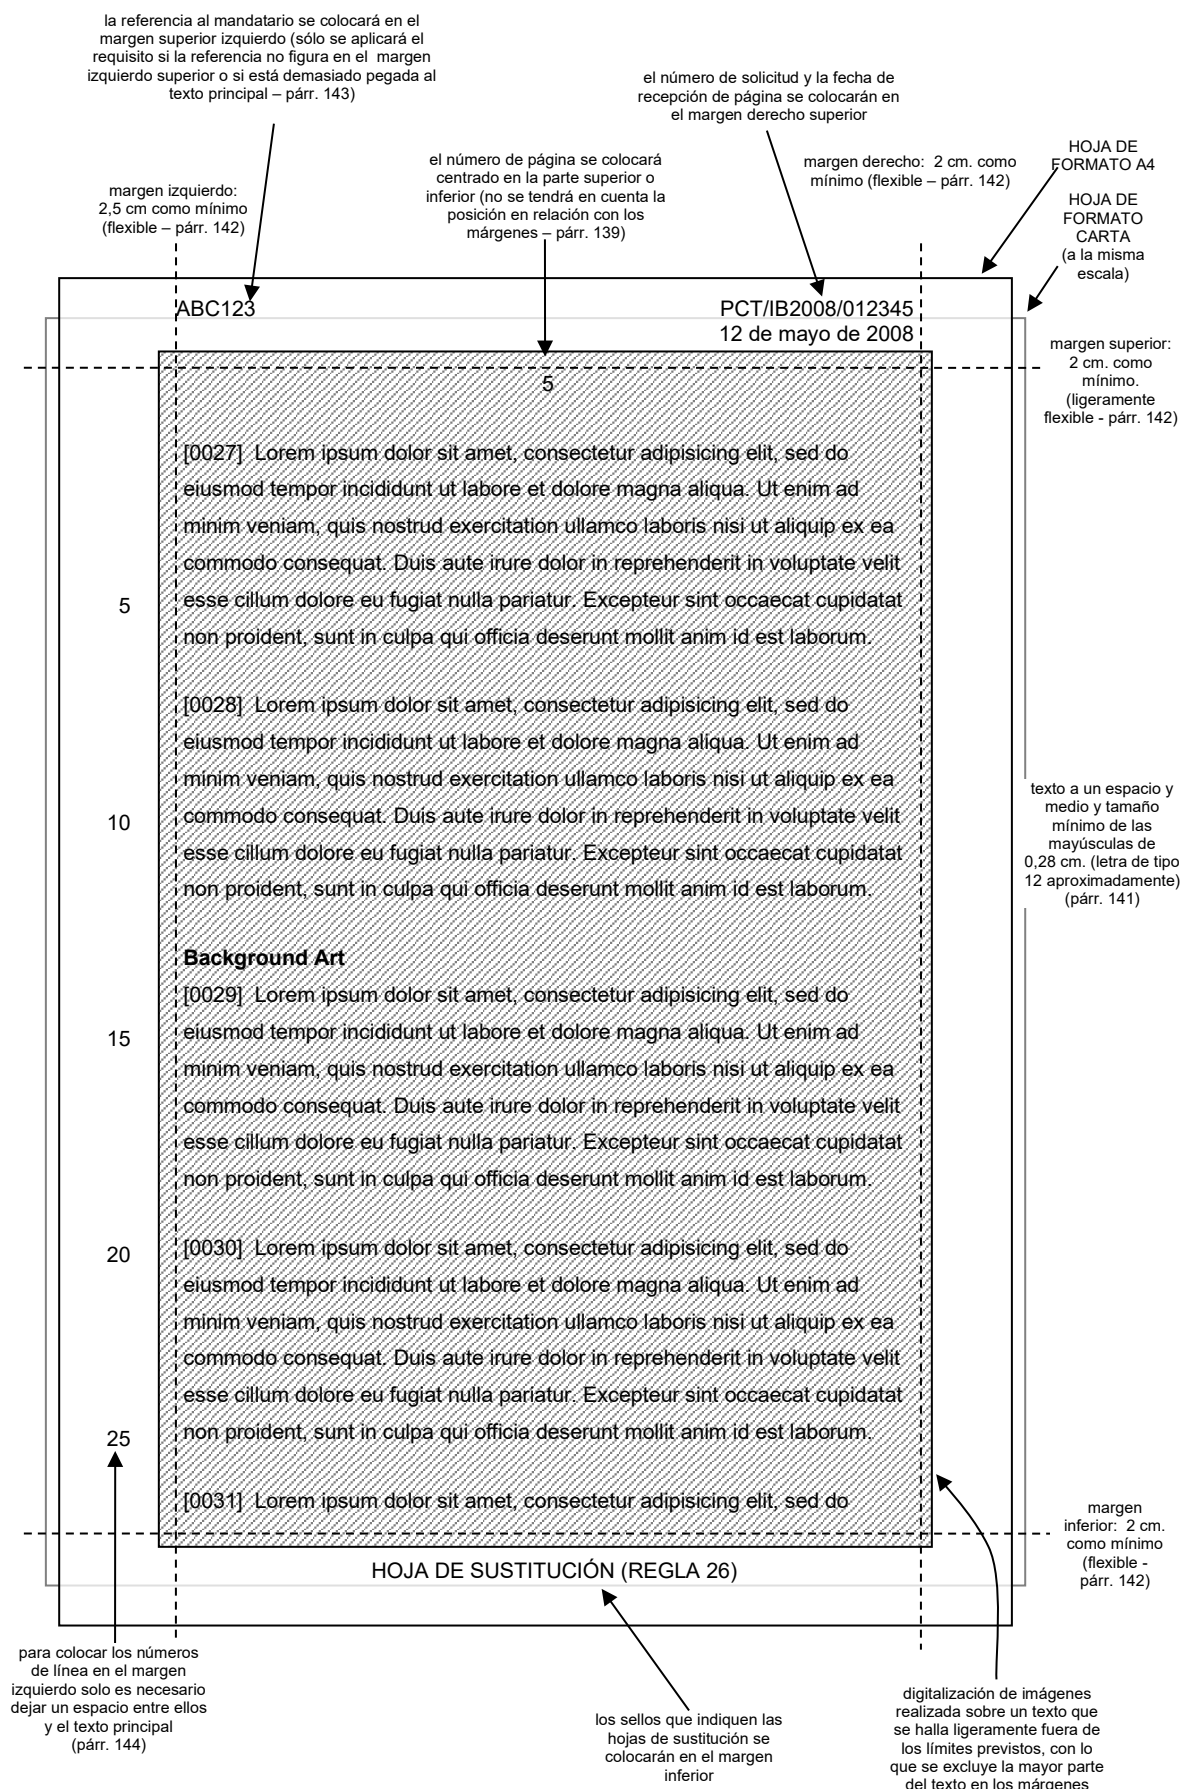 la referencia al mandatario se colocará en el
margen superior izquierdo (sólo se aplicará el
requisito si la referencia no figura en el margen
izquierdo superior o si está demasiado pegada al
texto principal – párr. 143)
el número de solicitud y la fecha de
recepción de página se colocarán en
el margen derecho superior
el número de página se colocará
centrado en la parte superior o
inferior (no se tendrá en cuenta la
posición en relación con los
márgenes – párr. 139)
margen derecho: 2 cm. como
mínimo (flexible – párr. 142)
HOJA DE
FORMATO A4
margen izquierdo:
2,5 cm como mínimo
(flexible – párr. 142)
HOJA DE
FORMATO
CARTA
(a la misma
escala)
ABC123
PCT/IB2008/012345
12 de mayo de 2008
margen superior:
2 cm. como
mínimo.
(ligeramente
flexible - párr. 142)
5
[0027] Lorem ipsum dolor sit amet, consectetur adipisicing elit, sed do
eiusmod tempor incididunt ut labore et dolore magna aliqua. Ut enim ad
minim veniam, quis nostrud exercitation ullamco laboris nisi ut aliquip ex ea
commodo consequat. Duis aute irure dolor in reprehenderit in voluptate velit
5 esse cillum dolore eu fugiat nulla pariatur. Excepteur sint occaecat cupidatat
non proident, sunt in culpa qui officia deserunt mollit anim id est laborum.
[0028] Lorem ipsum dolor sit amet, consectetur adipisicing elit, sed do
eiusmod tempor incididunt ut labore et dolore magna aliqua. Ut enim ad
minim veniam, quis nostrud exercitation ullamco laboris nisi ut aliquip ex ea
10 commodo consequat. Duis aute irure dolor in reprehenderit in voluptate velit
esse cillum dolore eu fugiat nulla pariatur. Excepteur sint occaecat cupidatat
non proident, sunt in culpa qui officia deserunt mollit anim id est laborum.
texto a un espacio y
medio y tamaño
mínimo de las
mayúsculas de
0,28 cm. (letra de tipo
12 aproximadamente)
(párr. 141)
Background Art
[0029] Lorem ipsum dolor sit amet, consectetur adipisicing elit, sed do
15 eiusmod tempor incididunt ut labore et dolore magna aliqua. Ut enim ad
minim veniam, quis nostrud exercitation ullamco laboris nisi ut aliquip ex ea
commodo consequat. Duis aute irure dolor in reprehenderit in voluptate velit
esse cillum dolore eu fugiat nulla pariatur. Excepteur sint occaecat cupidatat
non proident, sunt in culpa qui officia deserunt mollit anim id est laborum.
20 [0030] Lorem ipsum dolor sit amet, consectetur adipisicing elit, sed do
eiusmod tempor incididunt ut labore et dolore magna aliqua. Ut enim ad
minim veniam, quis nostrud exercitation ullamco laboris nisi ut aliquip ex ea
commodo consequat. Duis aute irure dolor in reprehenderit in voluptate velit
esse cillum dolore eu fugiat nulla pariatur. Excepteur sint occaecat cupidatat
25 non proident, sunt in culpa qui officia deserunt mollit anim id est laborum.
[0031] Lorem ipsum dolor sit amet, consectetur adipisicing elit, sed do
margen
inferior: 2 cm.
como mínimo
(flexible -
párr. 142)
HOJA DE SUSTITUCIÓN (REGLA 26)
para colocar los números
de línea en el margen
izquierdo solo es necesario
dejar un espacio entre ellos
y el texto principal
(párr. 144)
los sellos que indiquen las
hojas de sustitución se
colocarán en el margen
inferior
digitalización de imágenes
realizada sobre un texto que
se halla ligeramente fuera de
los límites previstos, con lo
que se excluye la mayor parte
del texto en los márgenes